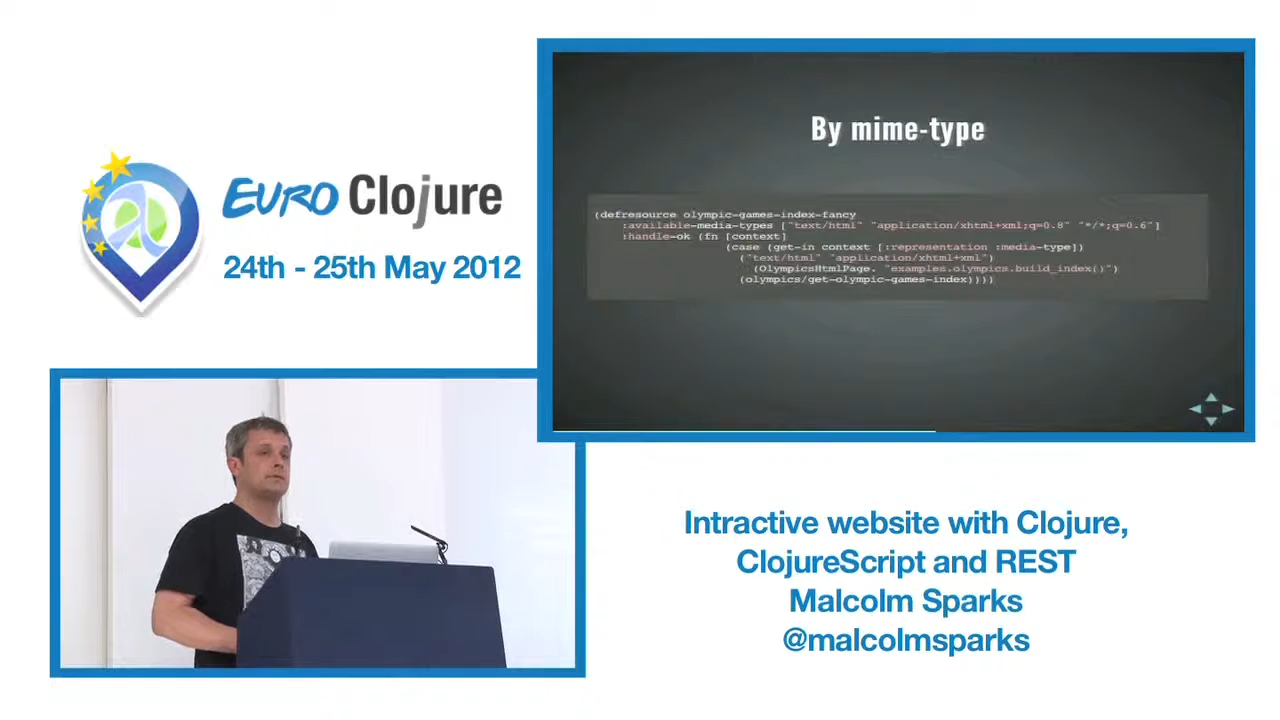 EURO Clojure
24th - 25th May 2012
By mime-type
(defresource olympic-games-index-fancy
:available-media-types ["text/html" "application/xhtml+xml;q=0.8" "*/*;q=0.6"]
:handle-ok (fn [context]
(case (get-in context [:representation :media-type])
("text/html" "application/xhtml+xml")
(OlympicsHtmlPage. "examples.olympics.build_index()")
(olympics/get-olympic-games-index))))
Intractive website with Clojure,
ClojureScript and REST
Malcolm Sparks
@malcolmsparks